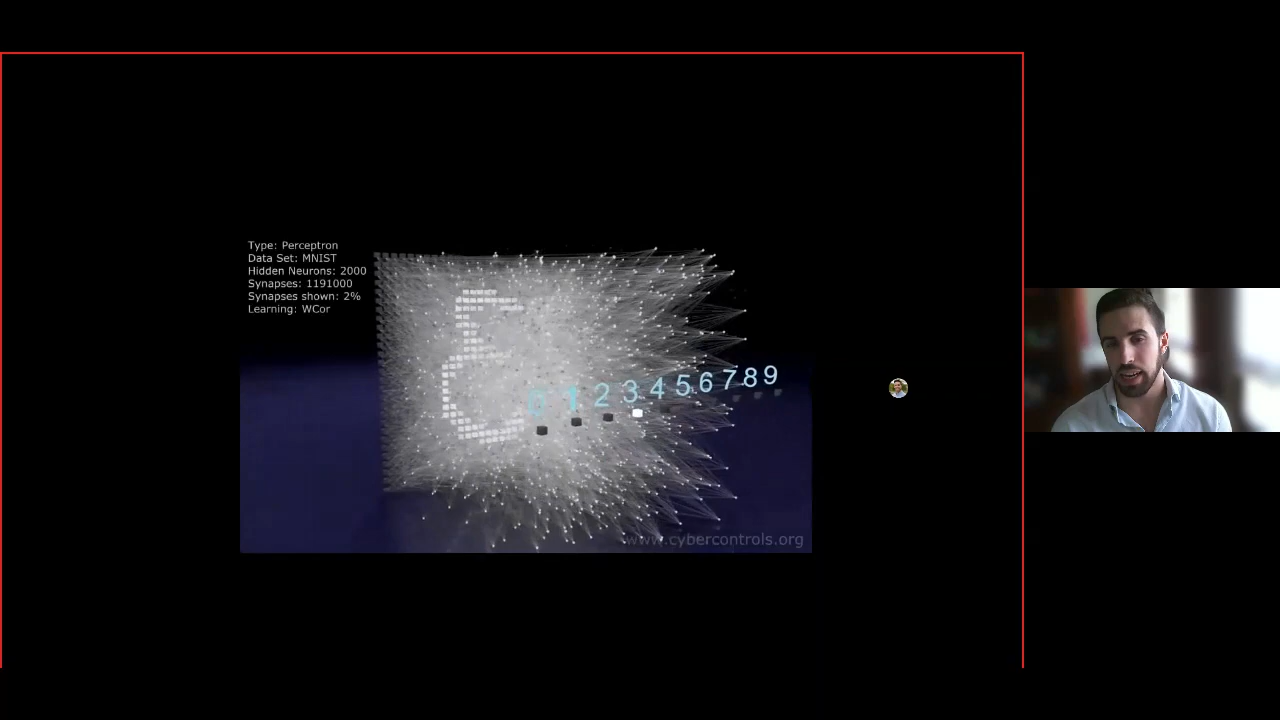 Type: Perceptron
Data Set: MNIST
Hidden Neurons: 2000
Synapses: 1191000
Synapses shown: 2%
Learning: WCor
0 1 2 3 4 5 6 7 8 9
www.cybercontrols.org